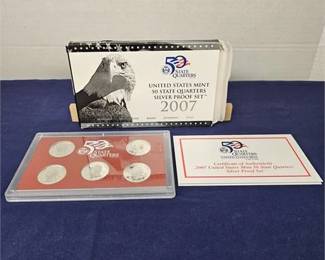 50
STATE
QUARTERS
UNITED STATES MINT
50 STATE QUARTERS
SILVER PROOF SET™
2007
50
STATE
QUARTERS
50
STATE
QUARTERS
Certificate of Authenticity
2007 United States Mint 50 State Quarters
Silver Proof Set